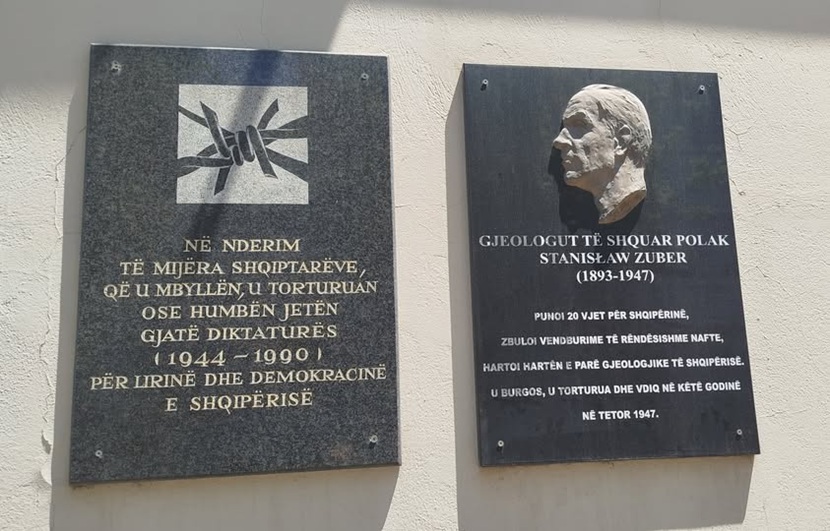 NË NDERIM
TË MIJËRA SHQIPTARËVE,
QË U MBYLLËN, U TORTURUAN
OSE HUMBËN JETËN
GJATË DIKTATURËS
(1944 – 1990)
PËR LIRINË DHE DEMOKRACINË
E SHQIPËRISË
GJEOLOGUT TË SHQUAR POLAK
STANISŁAW ZUBER
(1893-1947)
PUNOI 20 VJET PËR SHQIPËRINË,
ZBULOI VENDBURIME TË RËNDËSISHME NAFTE,
HARTOI HARTËN E PARË GJEOLOGJIKE TË SHQIPËRISË.
U BURGOS, U TORTURUA DHE VDIQ NË KËTË GODINË
NË TETOR 1947.